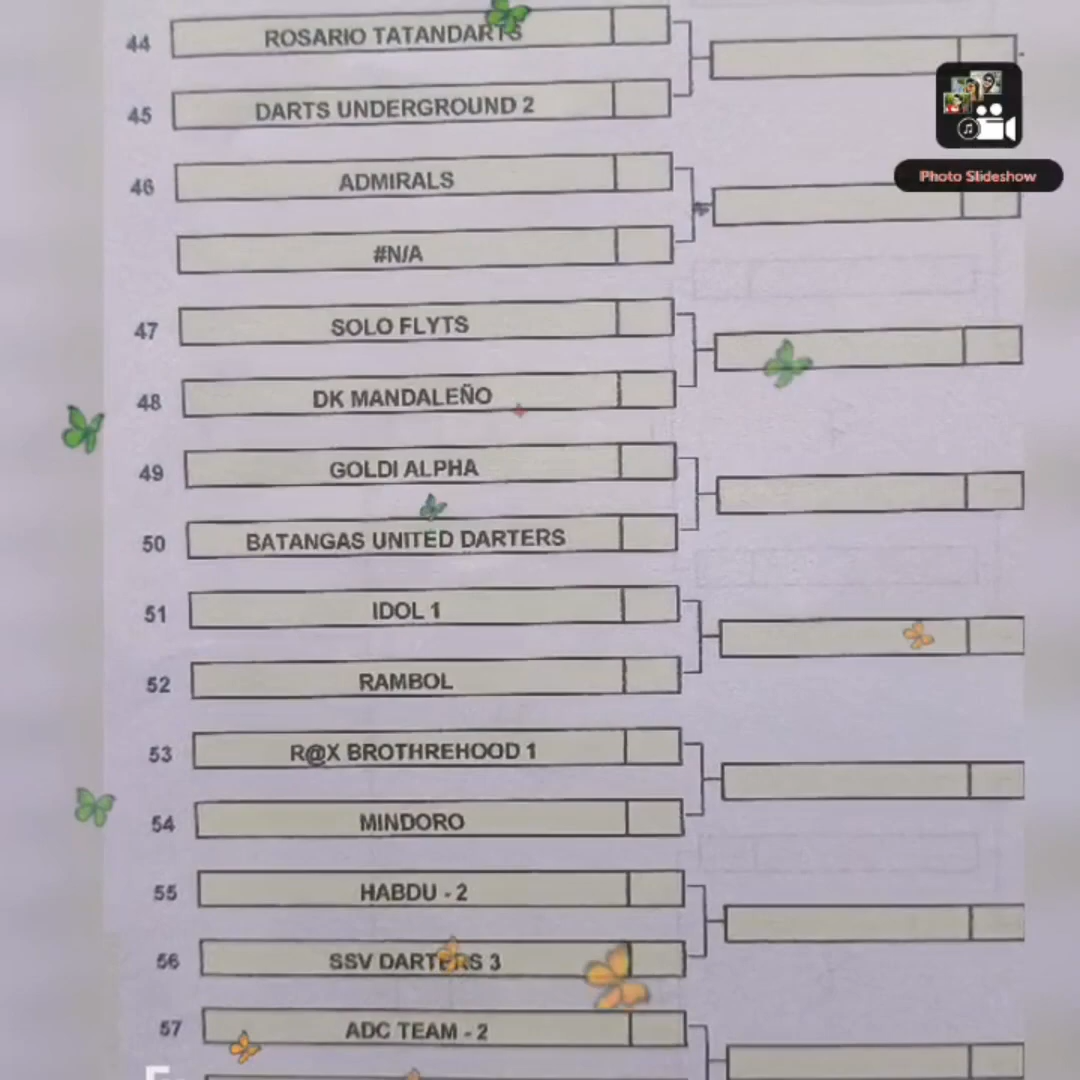 44 ROSARIO TATANDARTS
45 DARTS UNDERGROUND 2
46 ADMIRALS
#N/A
47 SOLO FLYTS
48 DK MANDALEÑO
49 GOLDI ALPHA
50 BATANGAS UNITED DARTERS
51 IDOL 1
52 RAMBOL
53 R@X BROTHREHOOD 1
54 MINDORO
55 HABDU - 2
56 SSV DARTERS 3
57 ADC TEAM - 2
Photo Slideshow